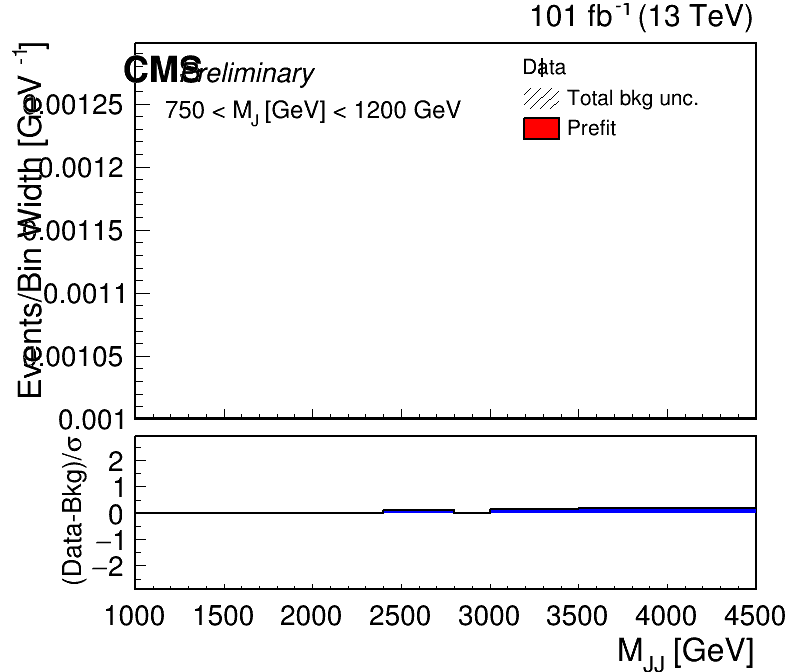 101 fb-1 (13 TeV)
CMS Preliminary
750 < MJ [GeV] < 1200 GeV
Data
Total bkg unc.
Prefit
Events/Bin Width [GeV-1]
0.00125
0.0012
0.00115
0.0011
0.00105
0.001
(Data-Bkg)/σ
2
1
0
−1
−2
1000 1500 2000 2500 3000 3500 4000 4500
MJJ [GeV]